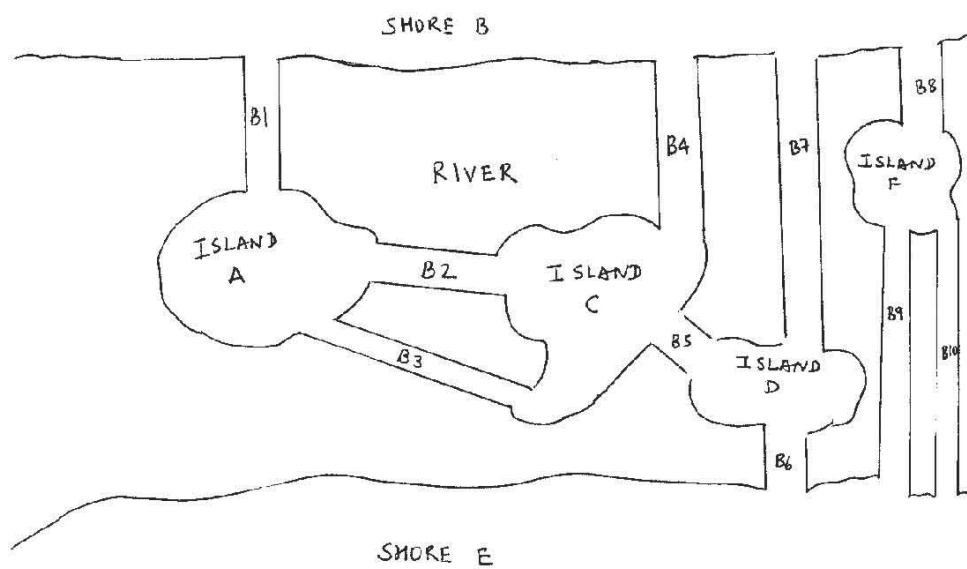 SHORE B
B1
B4
B7
B8
RIVER
ISLAND
F
ISLAND
A
B2
ISLAND
C
B9
B10
B5
B3
ISLAND
D
B6
SHORE E